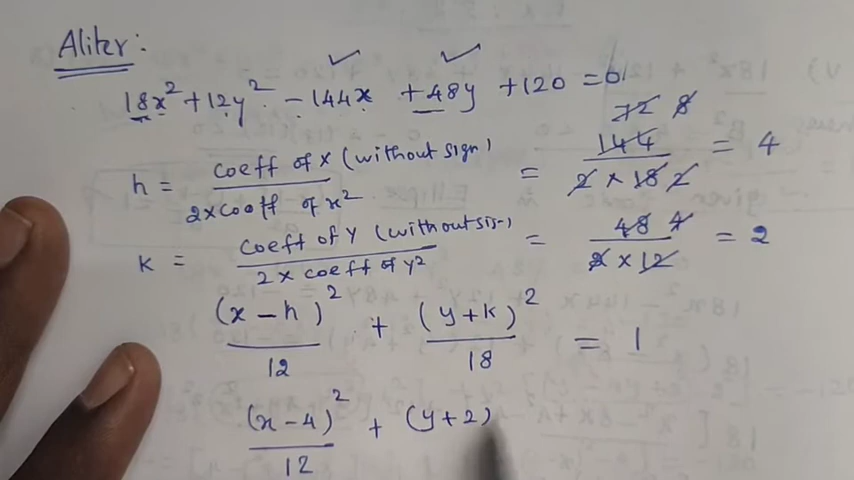 Aliter:
18x² + 12y² - 144x + 48y + 120 = 0
h = coeff of x (without sign) / 2 x cooeff of x² = 144 72 8 / 2 x 18 2 = 4
k = coeff of y (without sis-) / 2 x coeff of y² = 48 4 / 2 x 12 = 2
(x - h)² / 12 + (y + k)² / 18 = 1
(x - 4)² / 12 + (y + 2)